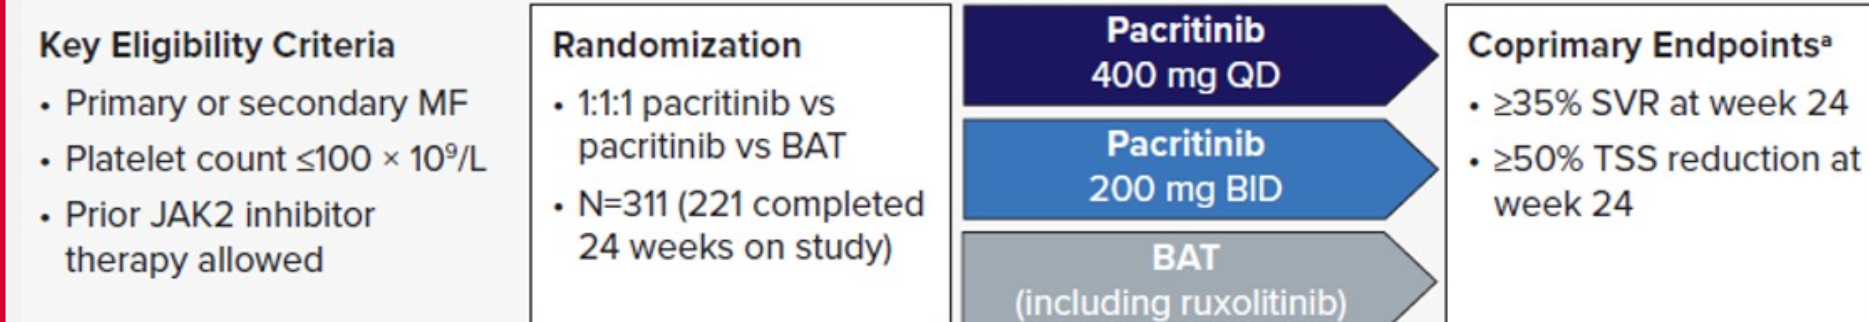 Key Eligibility Criteria
• Primary or secondary MF
• Platelet count ≤100 × 10⁹/L
• Prior JAK2 inhibitor
therapy allowed
Randomization
• 1:1:1 pacritinib vs
pacritinib vs BAT
• N=311 (221 completed
24 weeks on study)
Pacritinib
400 mg QD
Pacritinib
200 mg BID
BAT
(including ruxolitinib)
Coprimary Endpointsᵃ
• ≥35% SVR at week 24
• ≥50% TSS reduction at
week 24